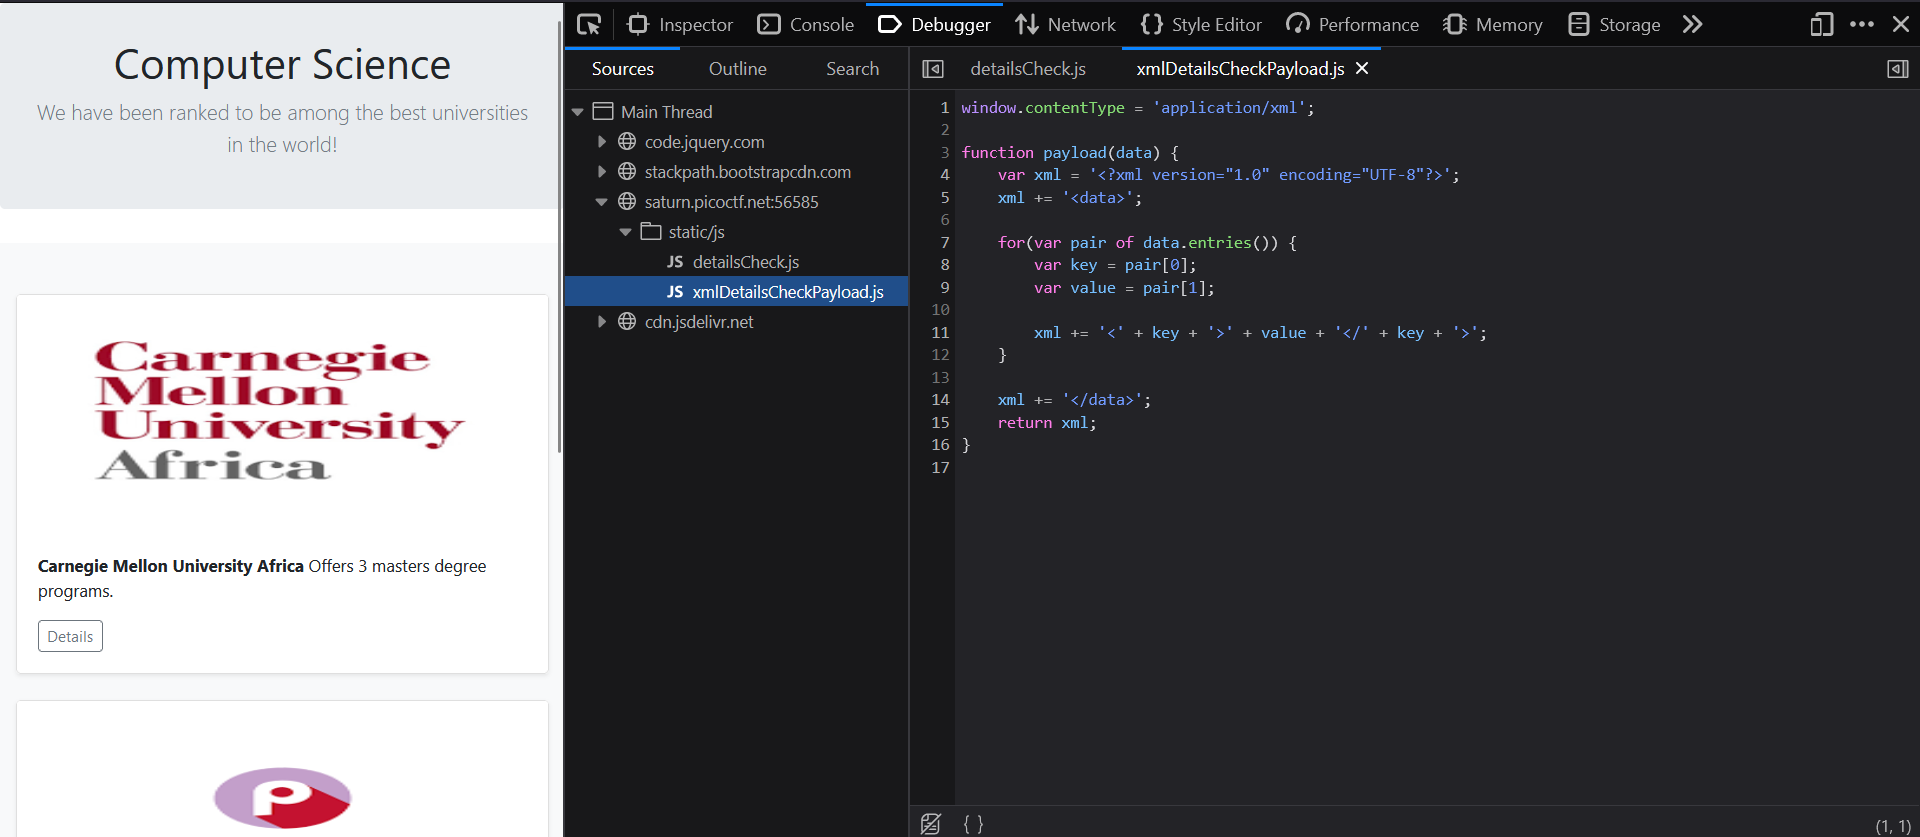 Computer Science
We have been ranked to be among the best universities
in the world!
Carnegie
Mellon
University
Africa
Carnegie Mellon University Africa Offers 3 masters degree
programs.
Details
P
Inspector Console Debugger Network Style Editor Performance Memory Storage
Sources Outline Search
Main Thread
code.jquery.com
stackpath.bootstrapcdn.com
saturn.picoctf.net:56585
static/js
JS detailsCheck.js
JS xmlDetailsCheckPayload.js
cdn.jsdelivr.net
detailsCheck.js xmlDetailsCheckPayload.js
1 window.contentType = 'application/xml';
2
3 function payload(data) {
4 var xml = '<?xml version="1.0" encoding="UTF-8"?>';
5 xml += '<data>';
6
7 for(var pair of data.entries()) {
8 var key = pair[0];
9 var value = pair[1];
10
11 xml += '<' + key + '>' + value + '</' + key + '>';
12 }
13
14 xml += '</data>';
15 return xml;
16 }
17
{ } (1, 1)